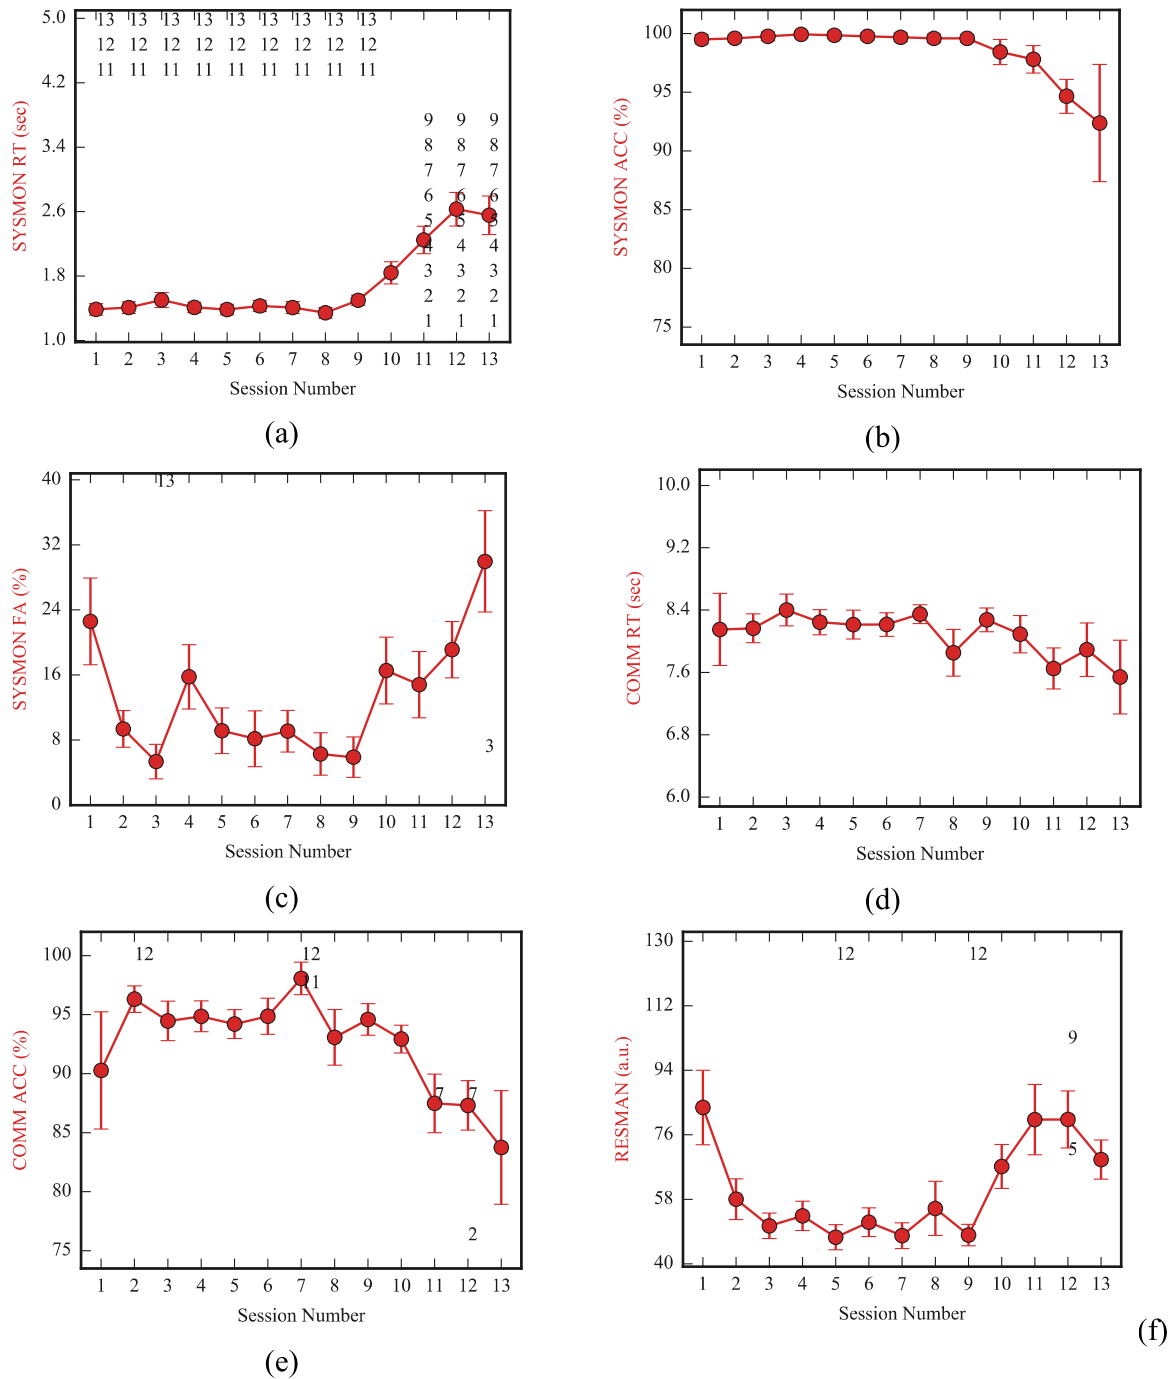 5.0 13 13 13 13 13 13 13 13 13
12 12 12 12 12 12 12 12 12
11 11 11 11 11 11 11 11 11
4.2
3.4
2.6
1.8
1.0
9 9 9
8 8 8
7 7 7
6 6 6
5 5 5
4 4 4
3 3 3
2 2 2
1 1 1
SYSMON RT (sec)
1 2 3 4 5 6 7 8 9 10 11 12 13
Session Number
(a)
100
95
90
85
80
75
SYSMON ACC (%)
1 2 3 4 5 6 7 8 9 10 11 12 13
Session Number
(b)
40
32
24
16
8
0
13
3
SYSMON FA (%)
1 2 3 4 5 6 7 8 9 10 11 12 13
Session Number
(c)
10.0
9.2
8.4
7.6
6.8
6.0
COMM RT (sec)
1 2 3 4 5 6 7 8 9 10 11 12 13
Session Number
(d)
100
95
90
85
80
75
12 12
11
7 7
2
COMM ACC (%)
1 2 3 4 5 6 7 8 9 10 11 12 13
Session Number
(e)
130
112
94
76
58
40
12 12
9
5
RESMAN (a.u.)
1 2 3 4 5 6 7 8 9 10 11 12 13
Session Number
(f)